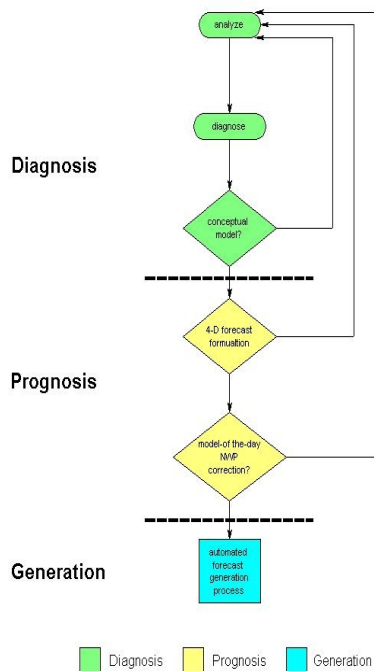 analyze
diagnose
Diagnosis
conceptual
model?
4-D forecast
formualtion
Prognosis
model-of the-day
NWP
correction?
Generation
automated
forecast
generation
process
Diagnosis Prognosis Generation